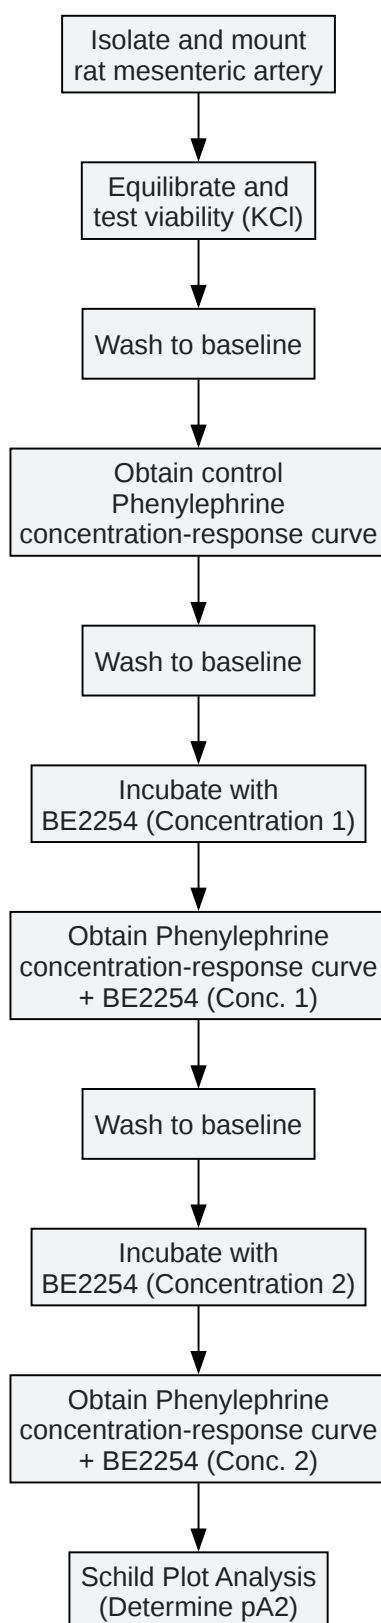 Isolate and mount
rat mesenteric artery
Equilibrate and
test viability (KCl)
Wash to baseline
Obtain control
Phenylephrine
concentration-response curve
Wash to baseline
Incubate with
BE2254 (Concentration 1)
Obtain Phenylephrine
concentration-response curve
+ BE2254 (Conc. 1)
Wash to baseline
Incubate with
BE2254 (Concentration 2)
Obtain Phenylephrine
concentration-response curve
+ BE2254 (Conc. 2)
Schild Plot Analysis
(Determine pA2)